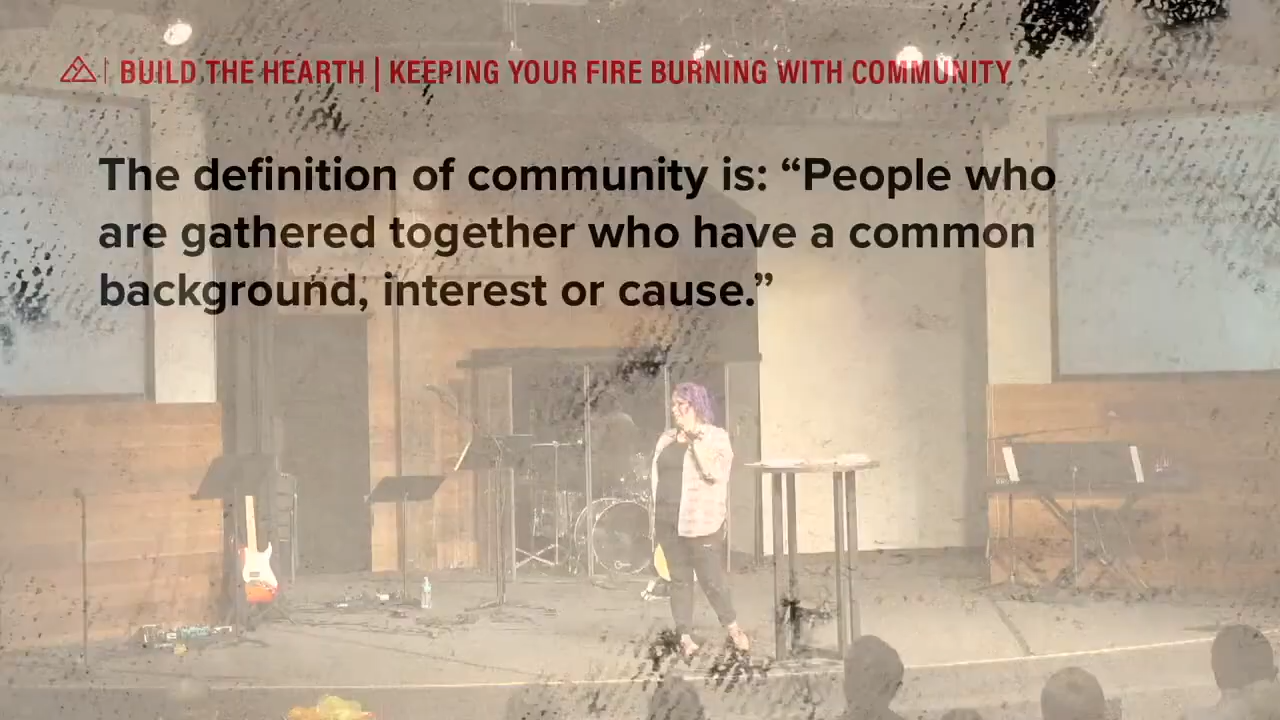 BUILD THE HEARTH | KEEPING YOUR FIRE BURNING WITH COMMUNITY
The definition of community is: “People who
are gathered together who have a common
background, interest or cause.”